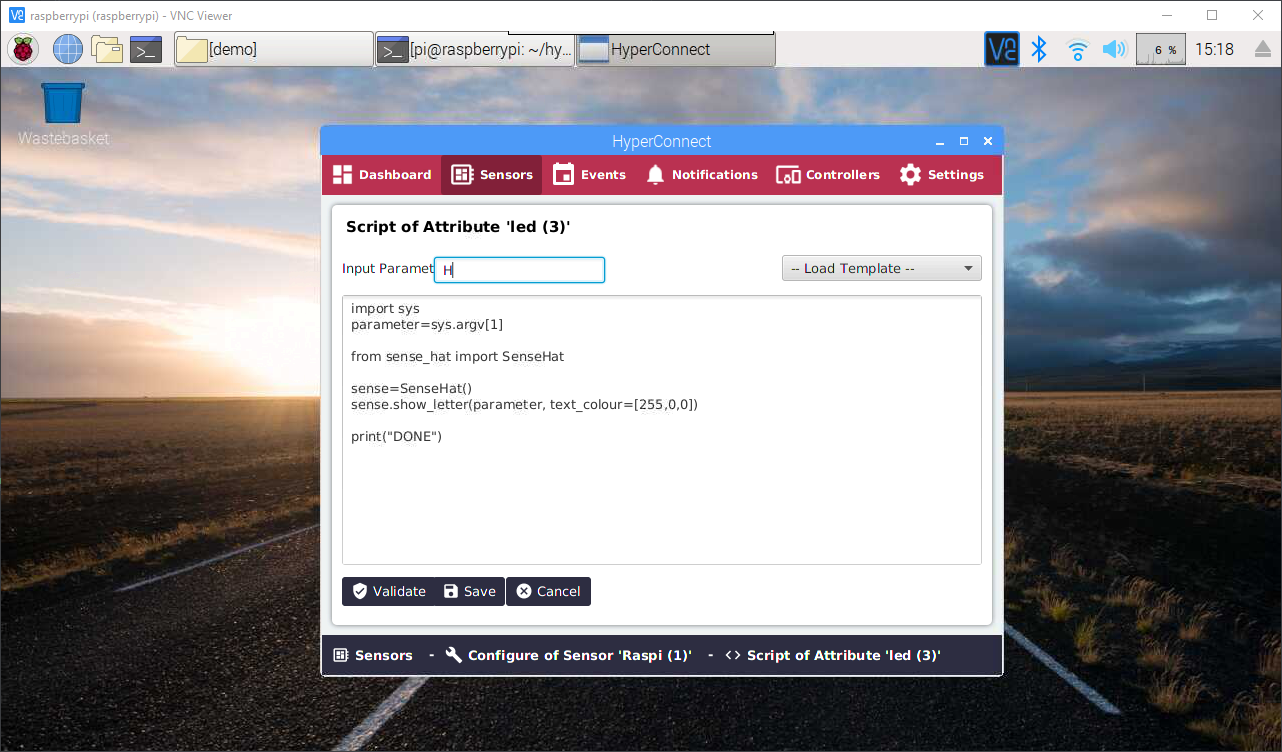 raspberrypi (raspberrypi) - VNC Viewer
[demo]
[pi@raspberrypi: ~/hy...
HyperConnect
6 %
15:18
Wastebasket
HyperConnect
Dashboard
Sensors
Events
Notifications
Controllers
Settings
Script of Attribute 'led (3)'
Input Paramet
H
-- Load Template --
import sys
parameter=sys.argv[1]
from sense_hat import SenseHat
sense=SenseHat()
sense.show_letter(parameter, text_colour=[255,0,0])
print("DONE")
Validate
Save
Cancel
Sensors - Configure of Sensor 'Raspi (1)' - <> Script of Attribute 'led (3)'